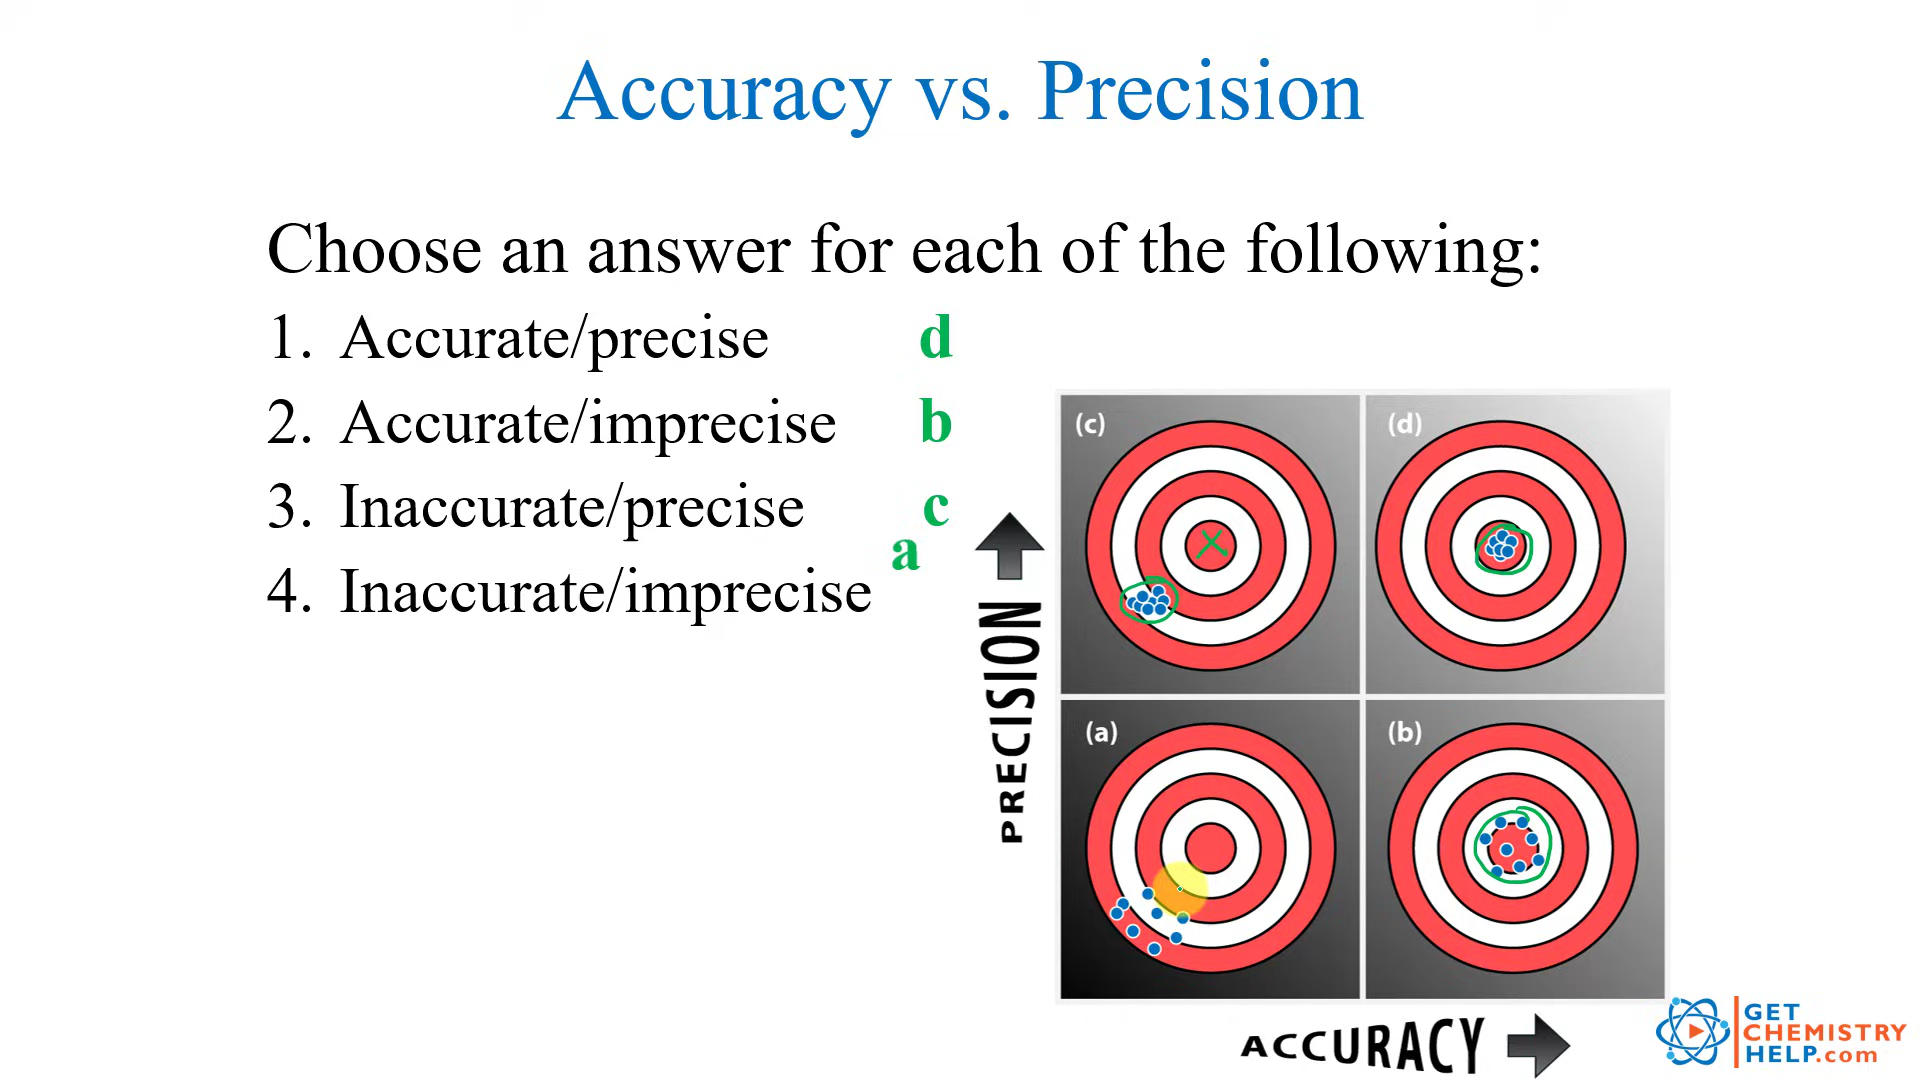 Accuracy vs. Precision
Choose an answer for each of the following:
1. Accurate/precise d
2. Accurate/imprecise b
3. Inaccurate/precise c
a
4. Inaccurate/imprecise
(c)
(d)
(a)
(b)
PRECISION
ACCURACY
GET
CHEMISTRY
HELP.com